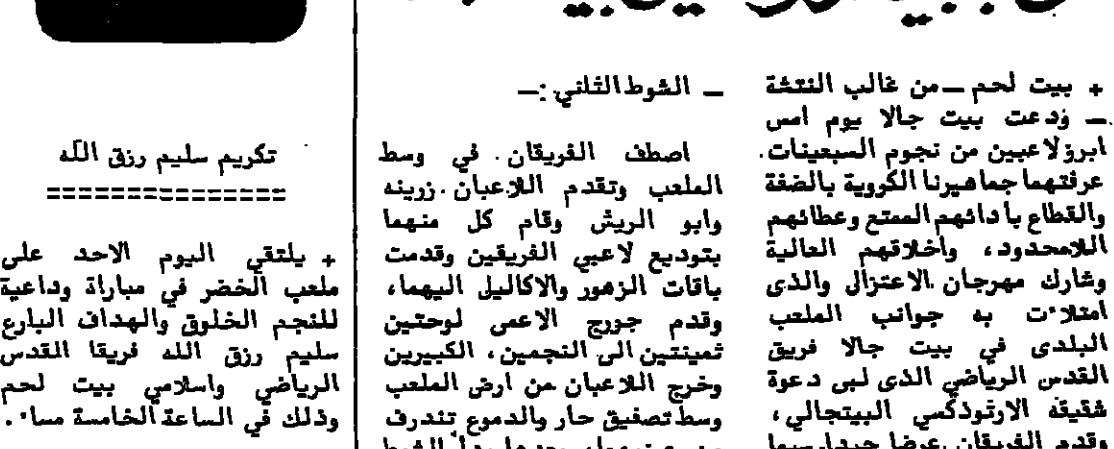 + بيت لحم — من غالب النتشة
— ودعت بيت جالا يوم امس
ابرز لاعبين من نجوم السبعينات
عرفتهما جماهيرنا الكروية بالضفة
والقطاع بأدائهم الممتع وعطائهم
اللامحدود، واخلاقهم العالية
وشارك مهرجان الاعتزال والذى
امتلأت به جوانب الملعب
البلدى في بيت جالا فريق
القدس الرياضي الذى لبى دعوة
شقيقه الارتوذكسي البيتجالي،
وقدم الفريقان عرضا جيدا
— الشوط الثاني :—
اصطف الفريقان في وسط
الملعب وتقدم اللاعبان زرينه
وابو الريش وقام كل منهما
بتوديع لاعبي الفريقين وقدمت
باقات الزهور والاكاليل اليهما،
وقدم جورج الاعمى لوحتين
ثمينتين الى النجمين، الكبيرين
وخرج اللاعبان من ارض الملعب
وسط تصفيق حار والدموع تندرف
تكريم سليم رزق الله
===============
+ يلتقي اليوم الاحد على
ملعب الخضر في مباراة وداعية
للنجم الخلوق والهداف البارع
سليم رزق الله فريقا القدس
الرياضي واسلامي بيت لحم
وذلك في الساعة الخامسة مساء.